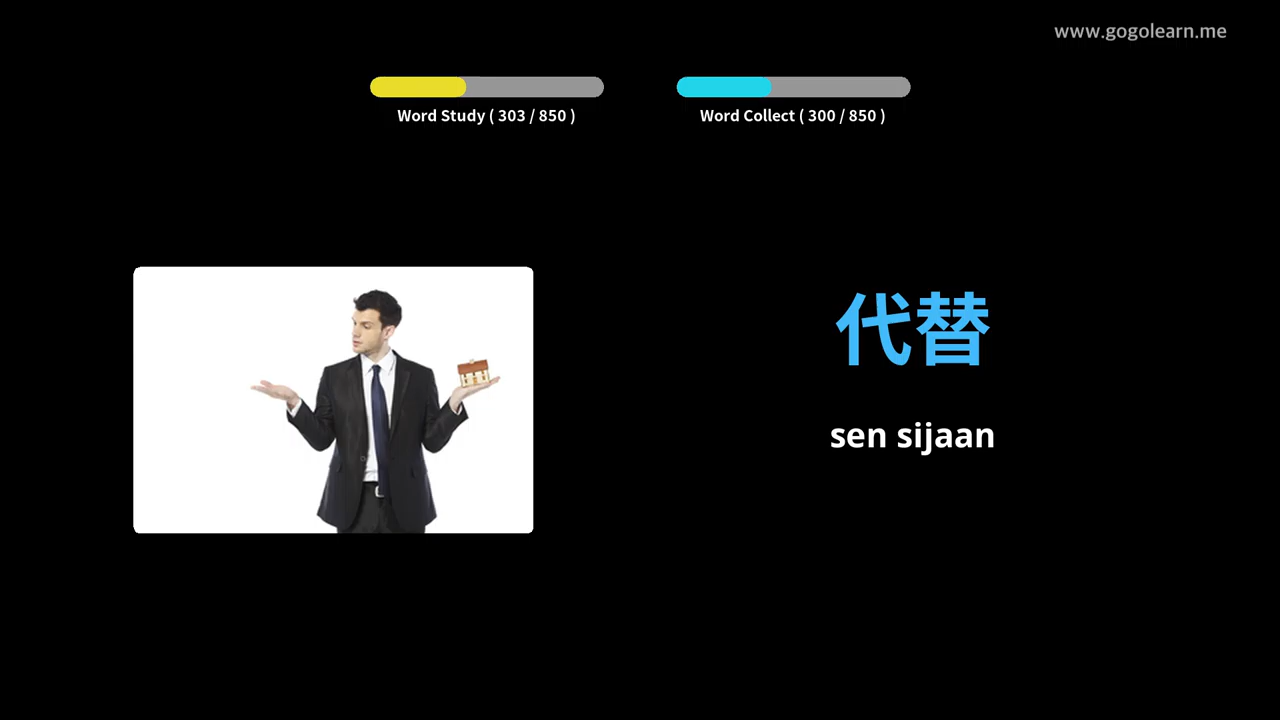 www.gogolearn.me
Word Study ( 303 / 850 )
Word Collect ( 300 / 850 )
代替
sen sijaan